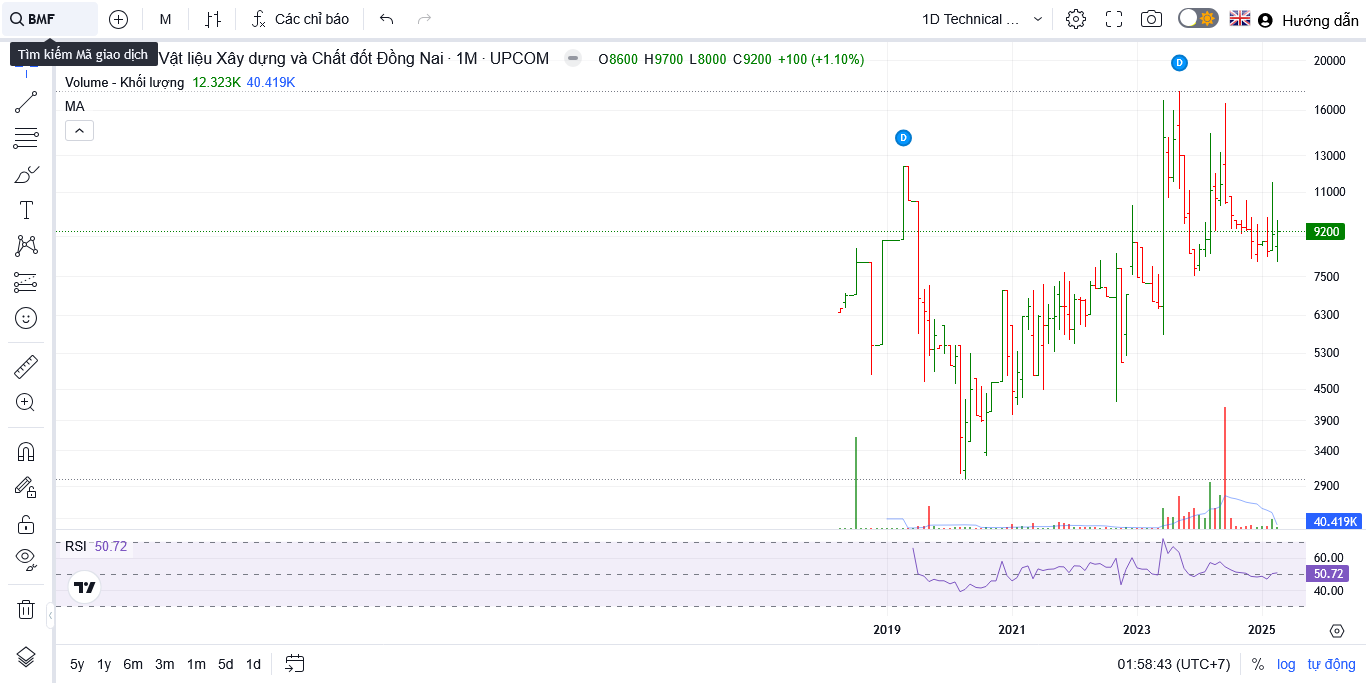 BMF
M
Các chỉ báo
1D Technical ...
Hướng dẫn
Tìm kiếm Mã giao dịch
Vật liệu Xây dựng và Chất đốt Đồng Nai · 1M · UPCOM
O8600 H9700 L8000 C9200 +100 (+1.10%)
Volume - Khối lượng 12.323K 40.419K
MA
D
D
20000
16000
13000
11000
9200
7500
6300
5300
4500
3900
3400
2900
40.419K
RSI 50.72
60.00
50.72
40.00
2019 2021 2023 2025
5y 1y 6m 3m 1m 5d 1d
01:58:43 (UTC+7) % log tự động